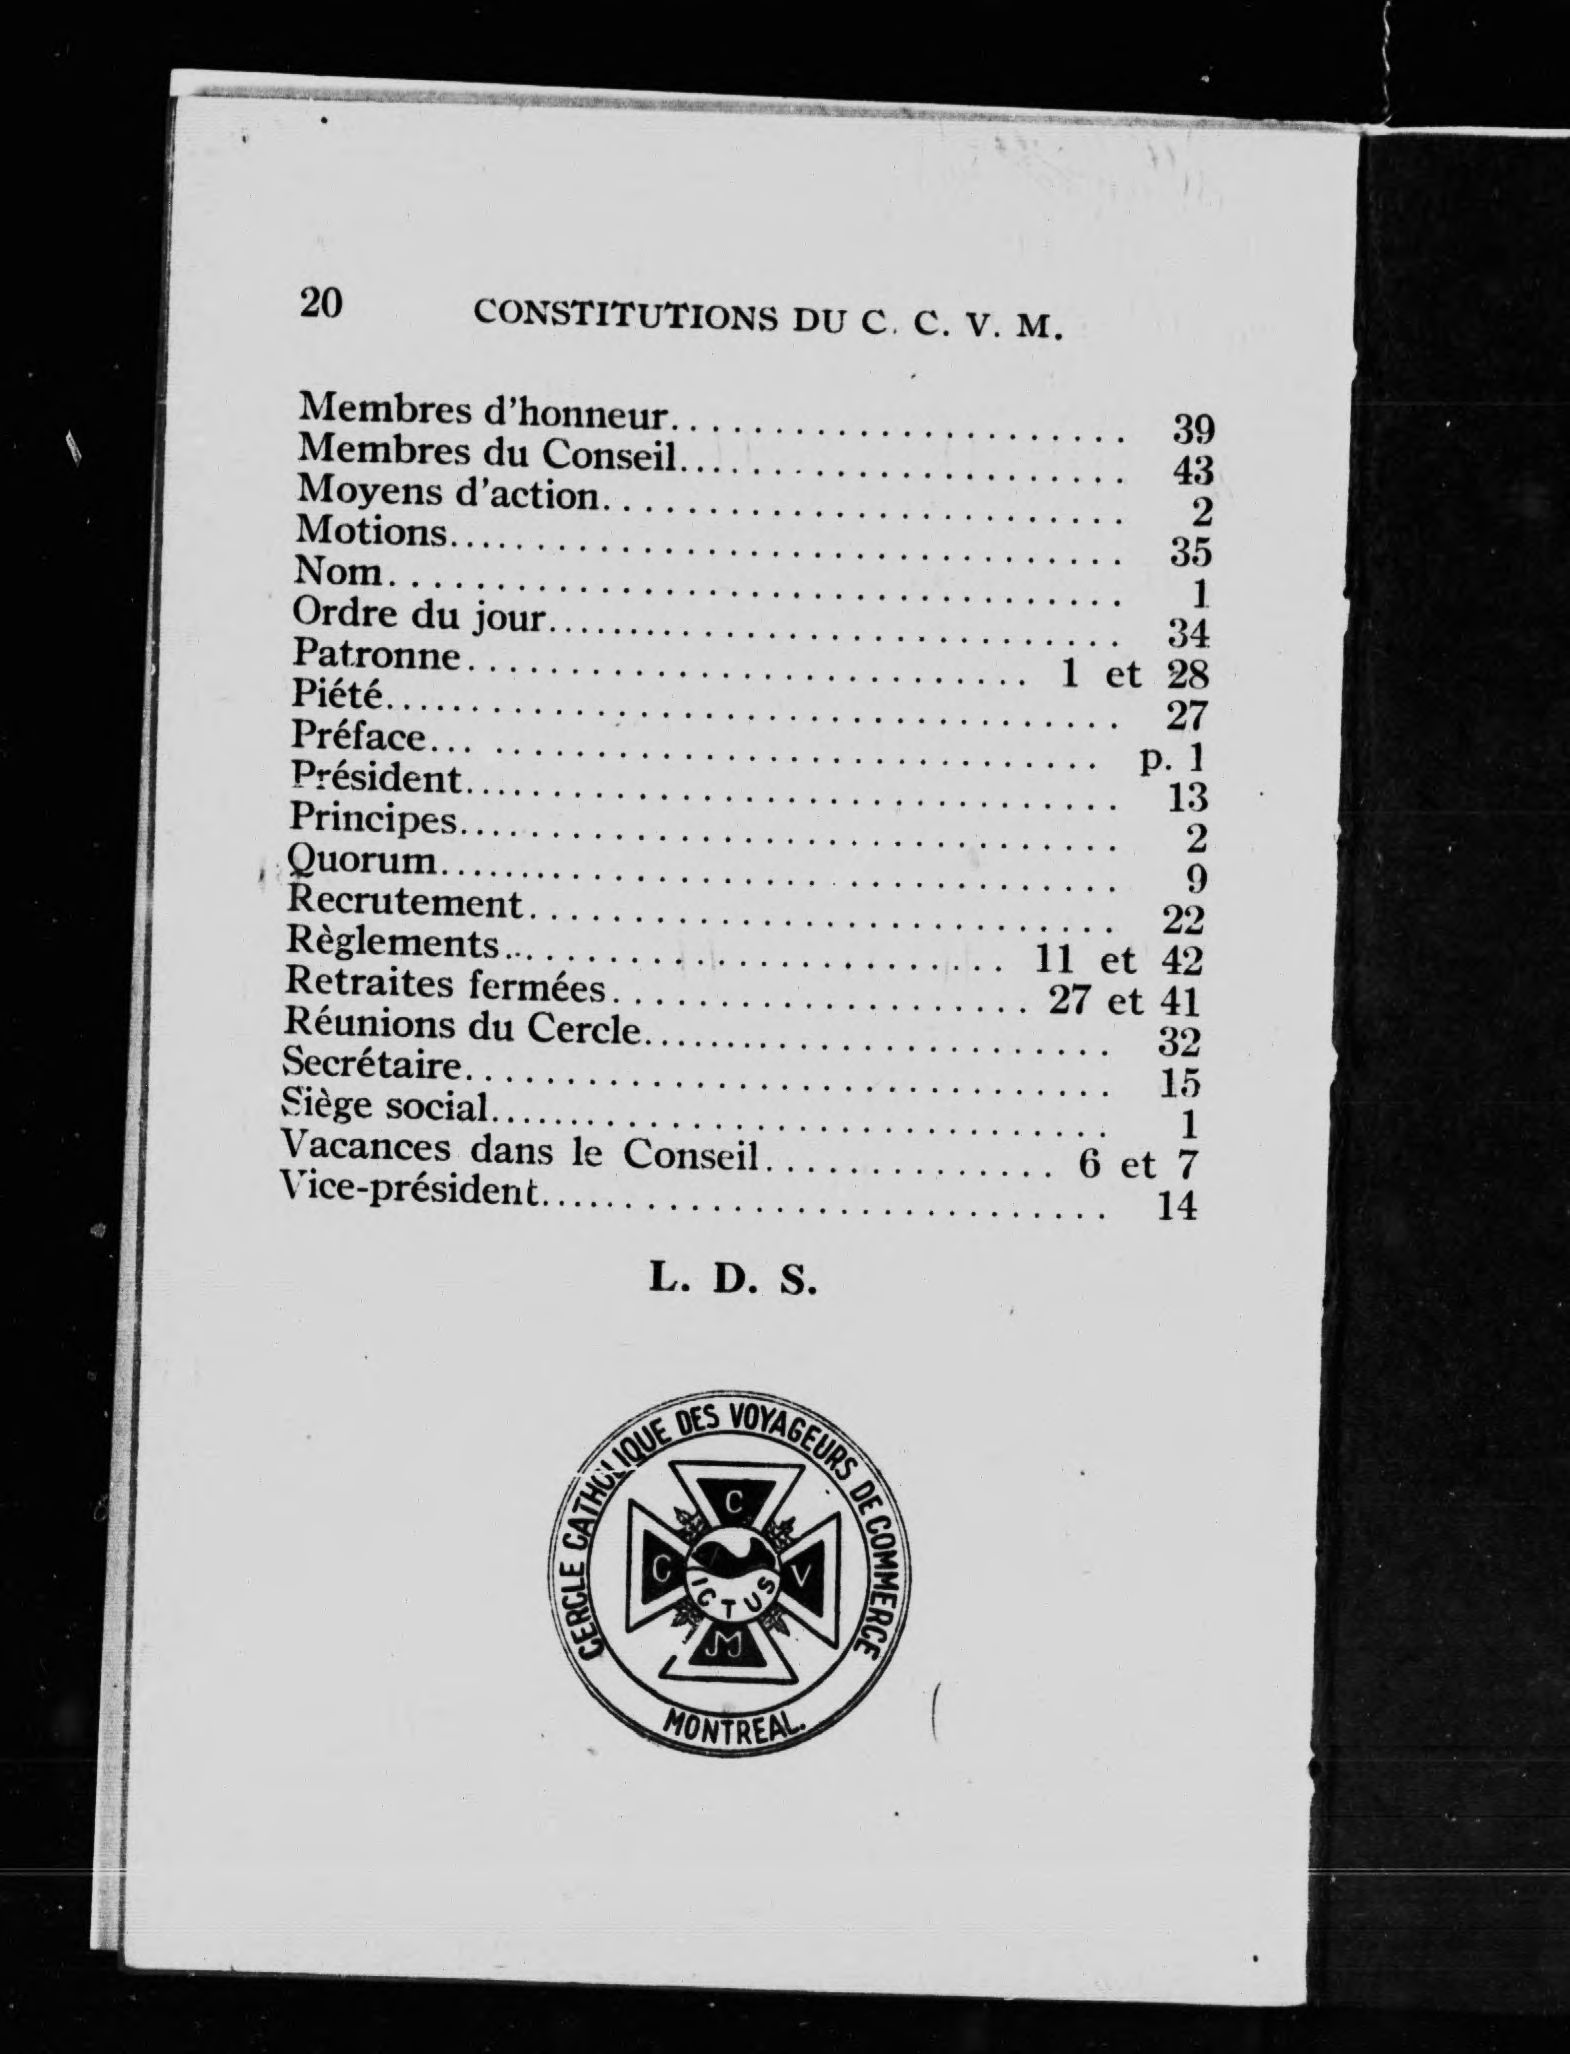 20 CONSTITUTIONS DU C. C. V. M.
Membres d'honneur........................ 39
Membres du Conseil........................ 43
Moyens d'action........................ 2
Motions........................ 35
Nom........................ 1
Ordre du jour........................ 34
Patronne........................ 1 et 28
Piété........................ 27
Préface........................ p. 1
Président........................ 13
Principes........................ 2
Quorum........................ 9
Recrutement........................ 22
Règlements........................ 11 et 42
Retraites fermées.................... 27 et 41
Réunions du Cercle........................ 32
Secrétaire........................ 15
Siège social........................ 1
Vacances dans le Conseil............... 6 et 7
Vice-président........................ 14
L. D. S.
CERCLE CATHOLIQUE DES VOYAGEURS DE COMMERCE
C
C V
ICTUS
M
MONTREAL.